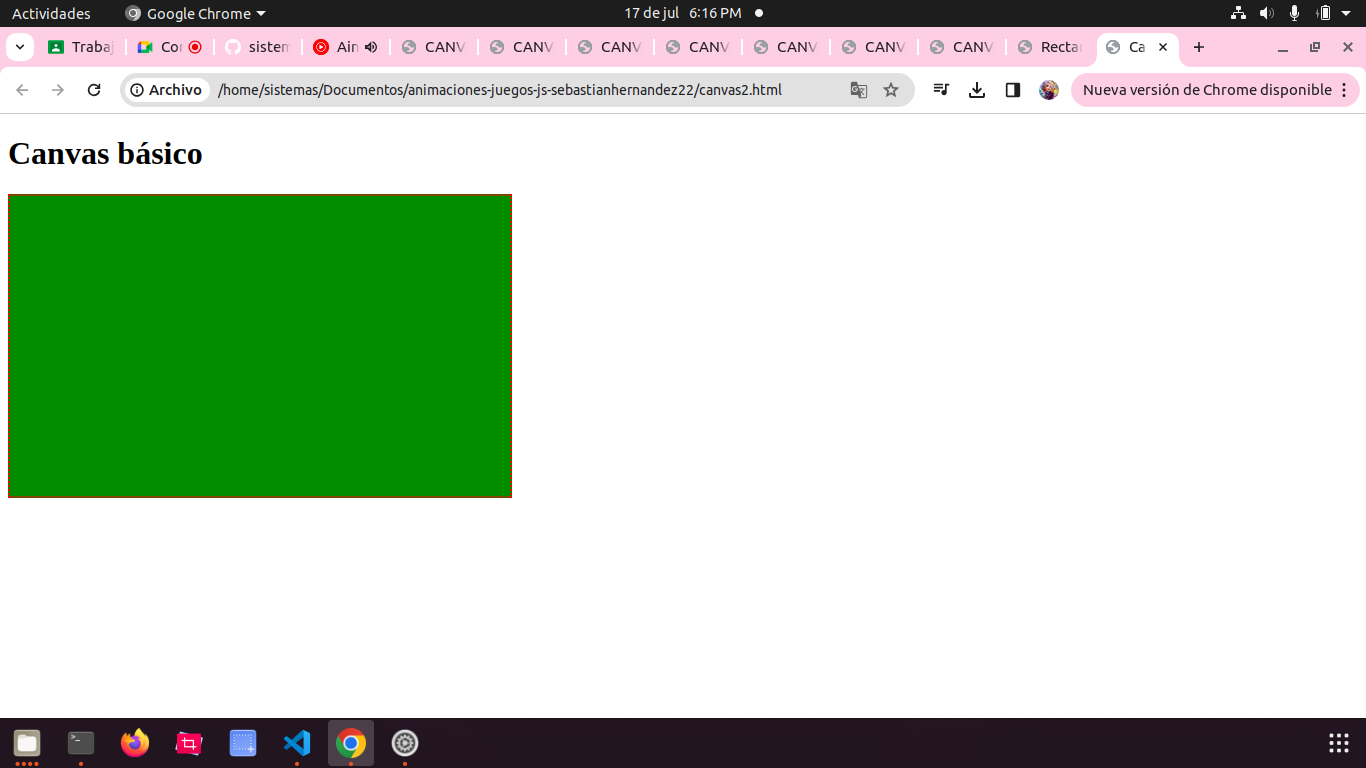 Actividades Google Chrome 17 de jul 6:16 PM
Trabaj Cor sistem Ain CANV CANV CANV CANV CANV CANV CANV Rectar Ca
Archivo /home/sistemas/Documentos/animaciones-juegos-js-sebastianhernandez22/canvas2.html Nueva versión de Chrome disponible
Canvas básico